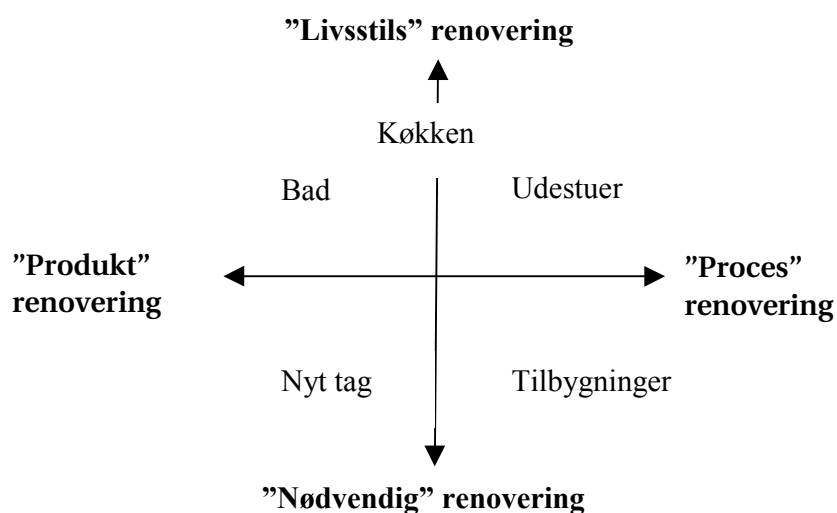 ”Livsstils” renovering
Køkken
Bad
Udestuer
”Produkt”
renovering
”Proces”
renovering
Nyt tag
Tilbygninger
”Nødvendig” renovering